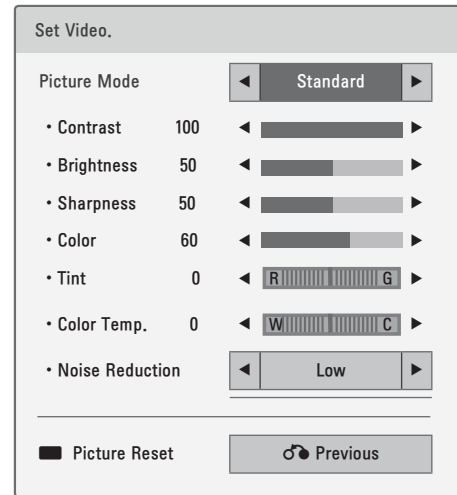 Set Video.
Picture Mode ◀ Standard ▶
• Contrast 100 ◀ ▶
• Brightness 50 ◀ ▶
• Sharpness 50 ◀ ▶
• Color 60 ◀ ▶
• Tint 0 ◀ R G ▶
• Color Temp. 0 ◀ W C ▶
• Noise Reduction ◀ Low ▶
Picture Reset Previous